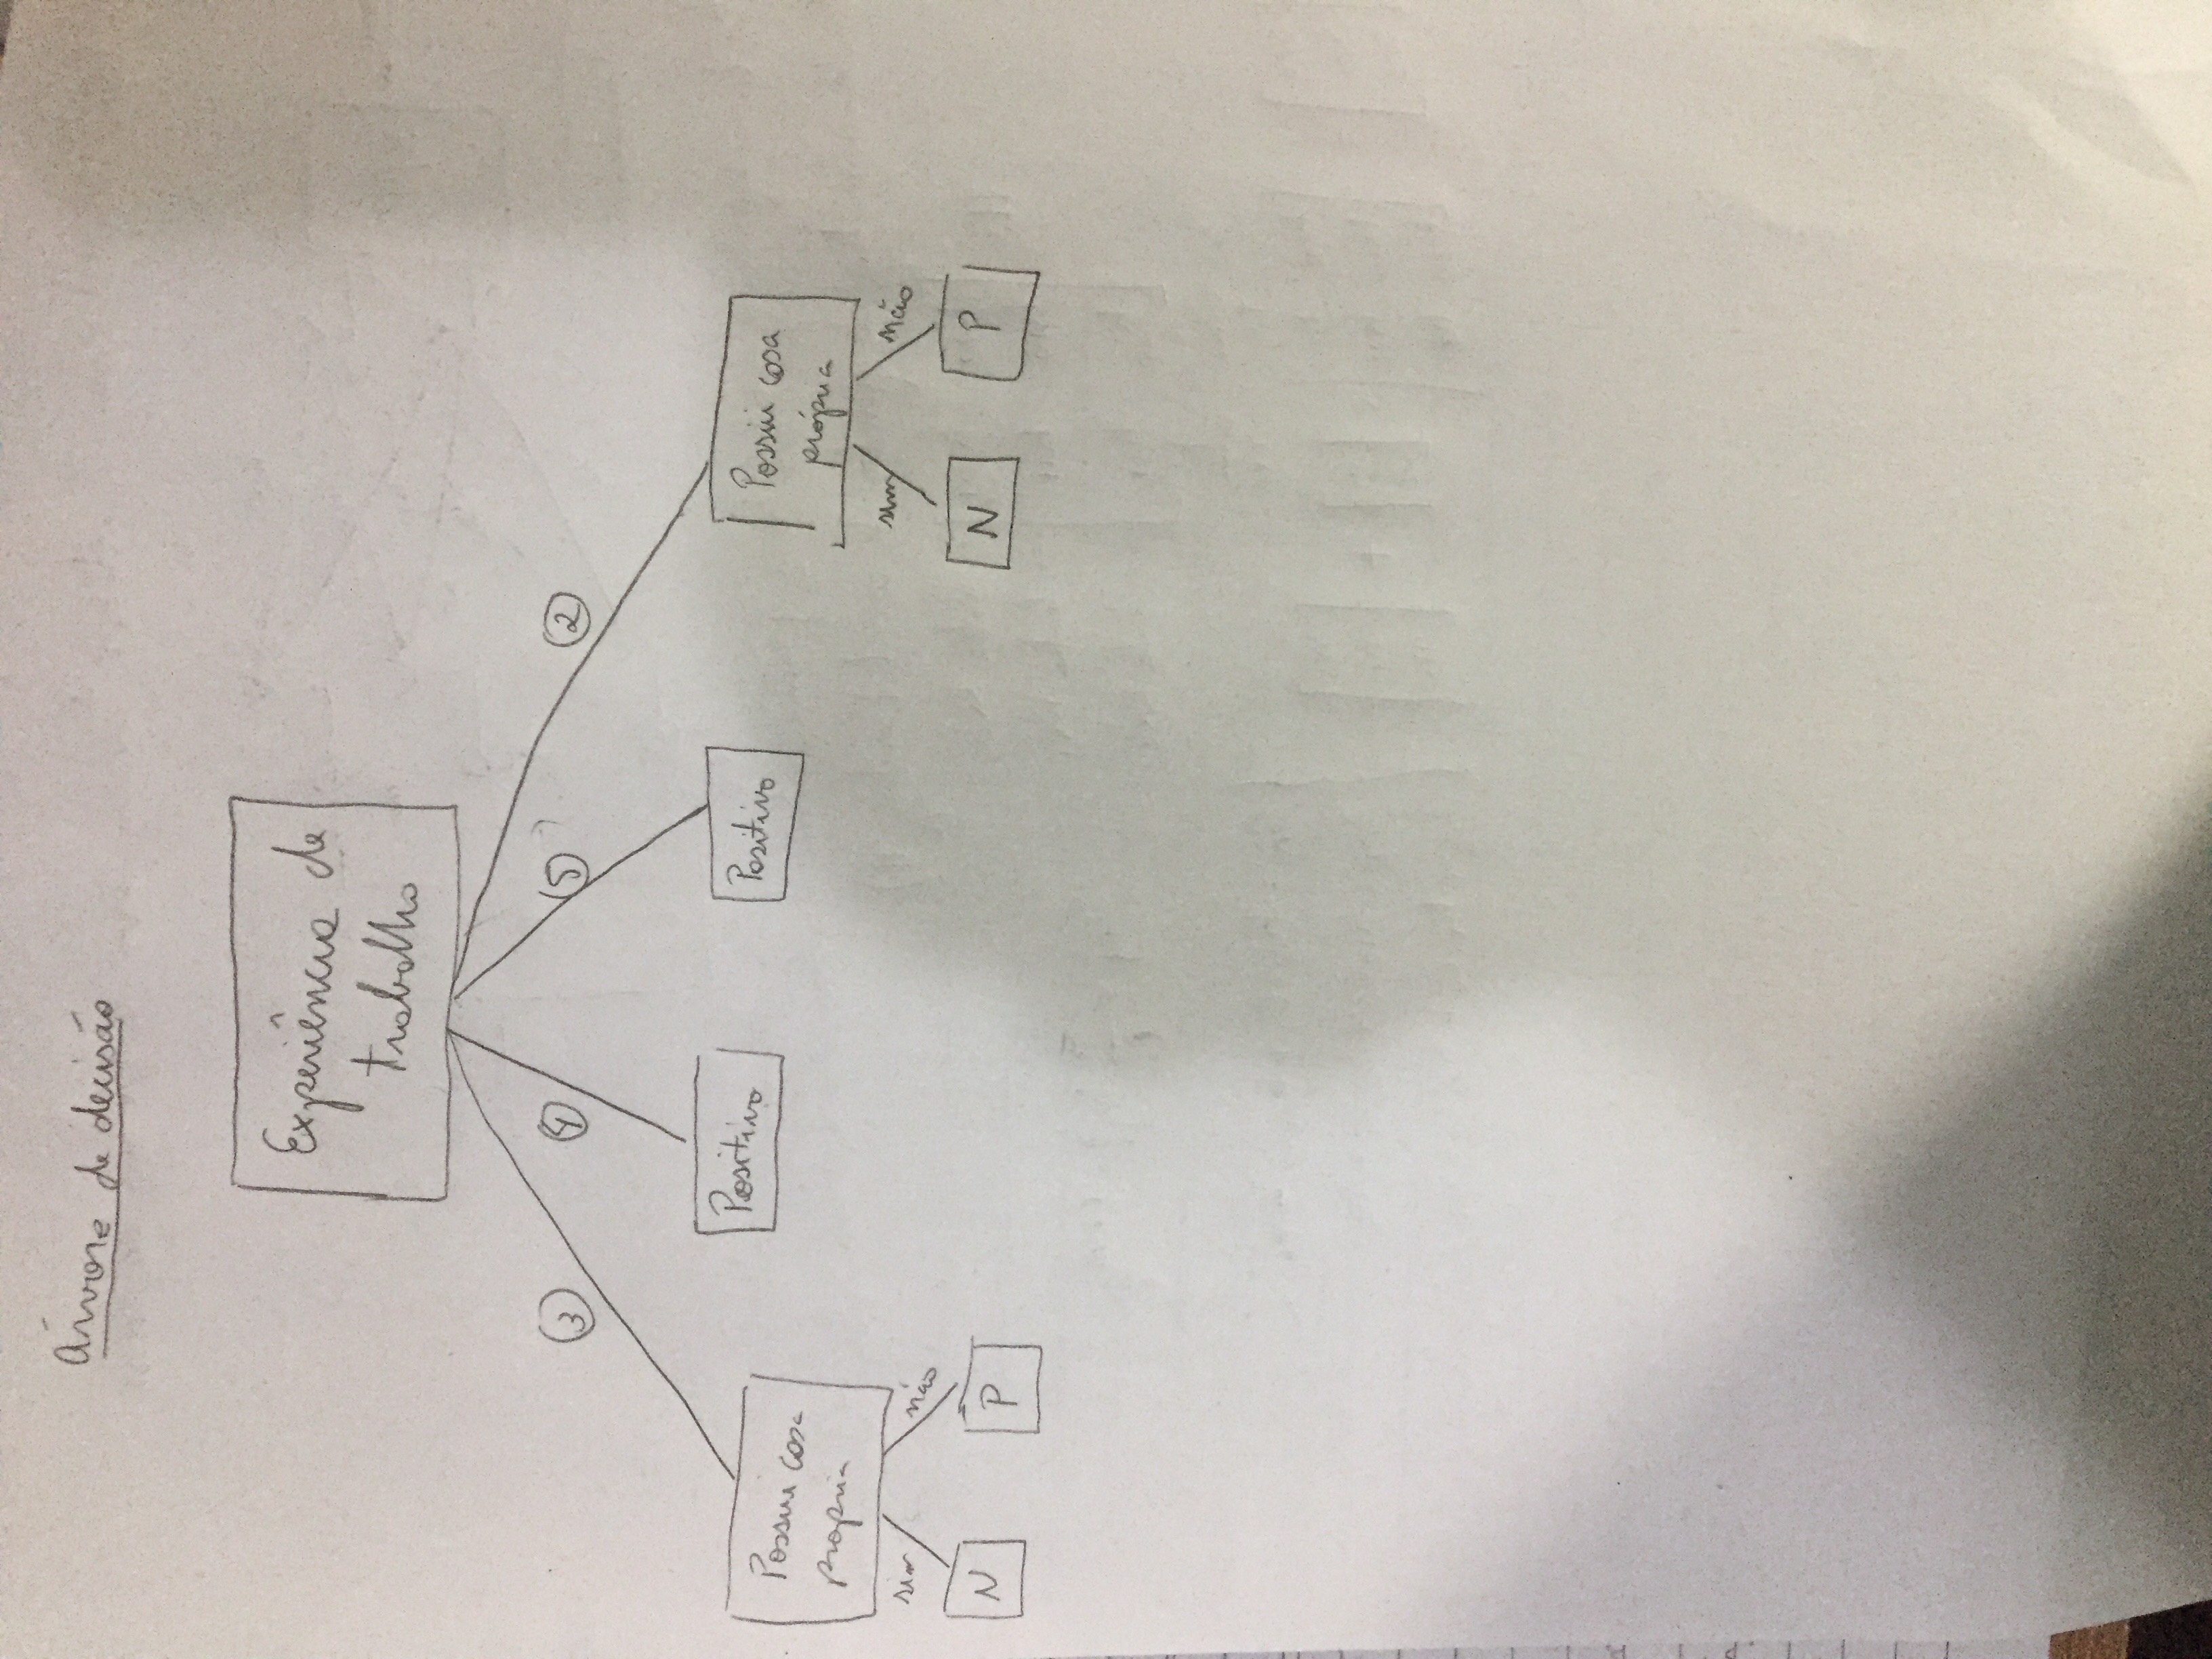 Árvore de decisão
Experiência de
trabalho
3
4
5
2
Positivo
Positivo
Possui casa
propria
Possui casa
própria
sim
não
sim
não
N
P
N
P